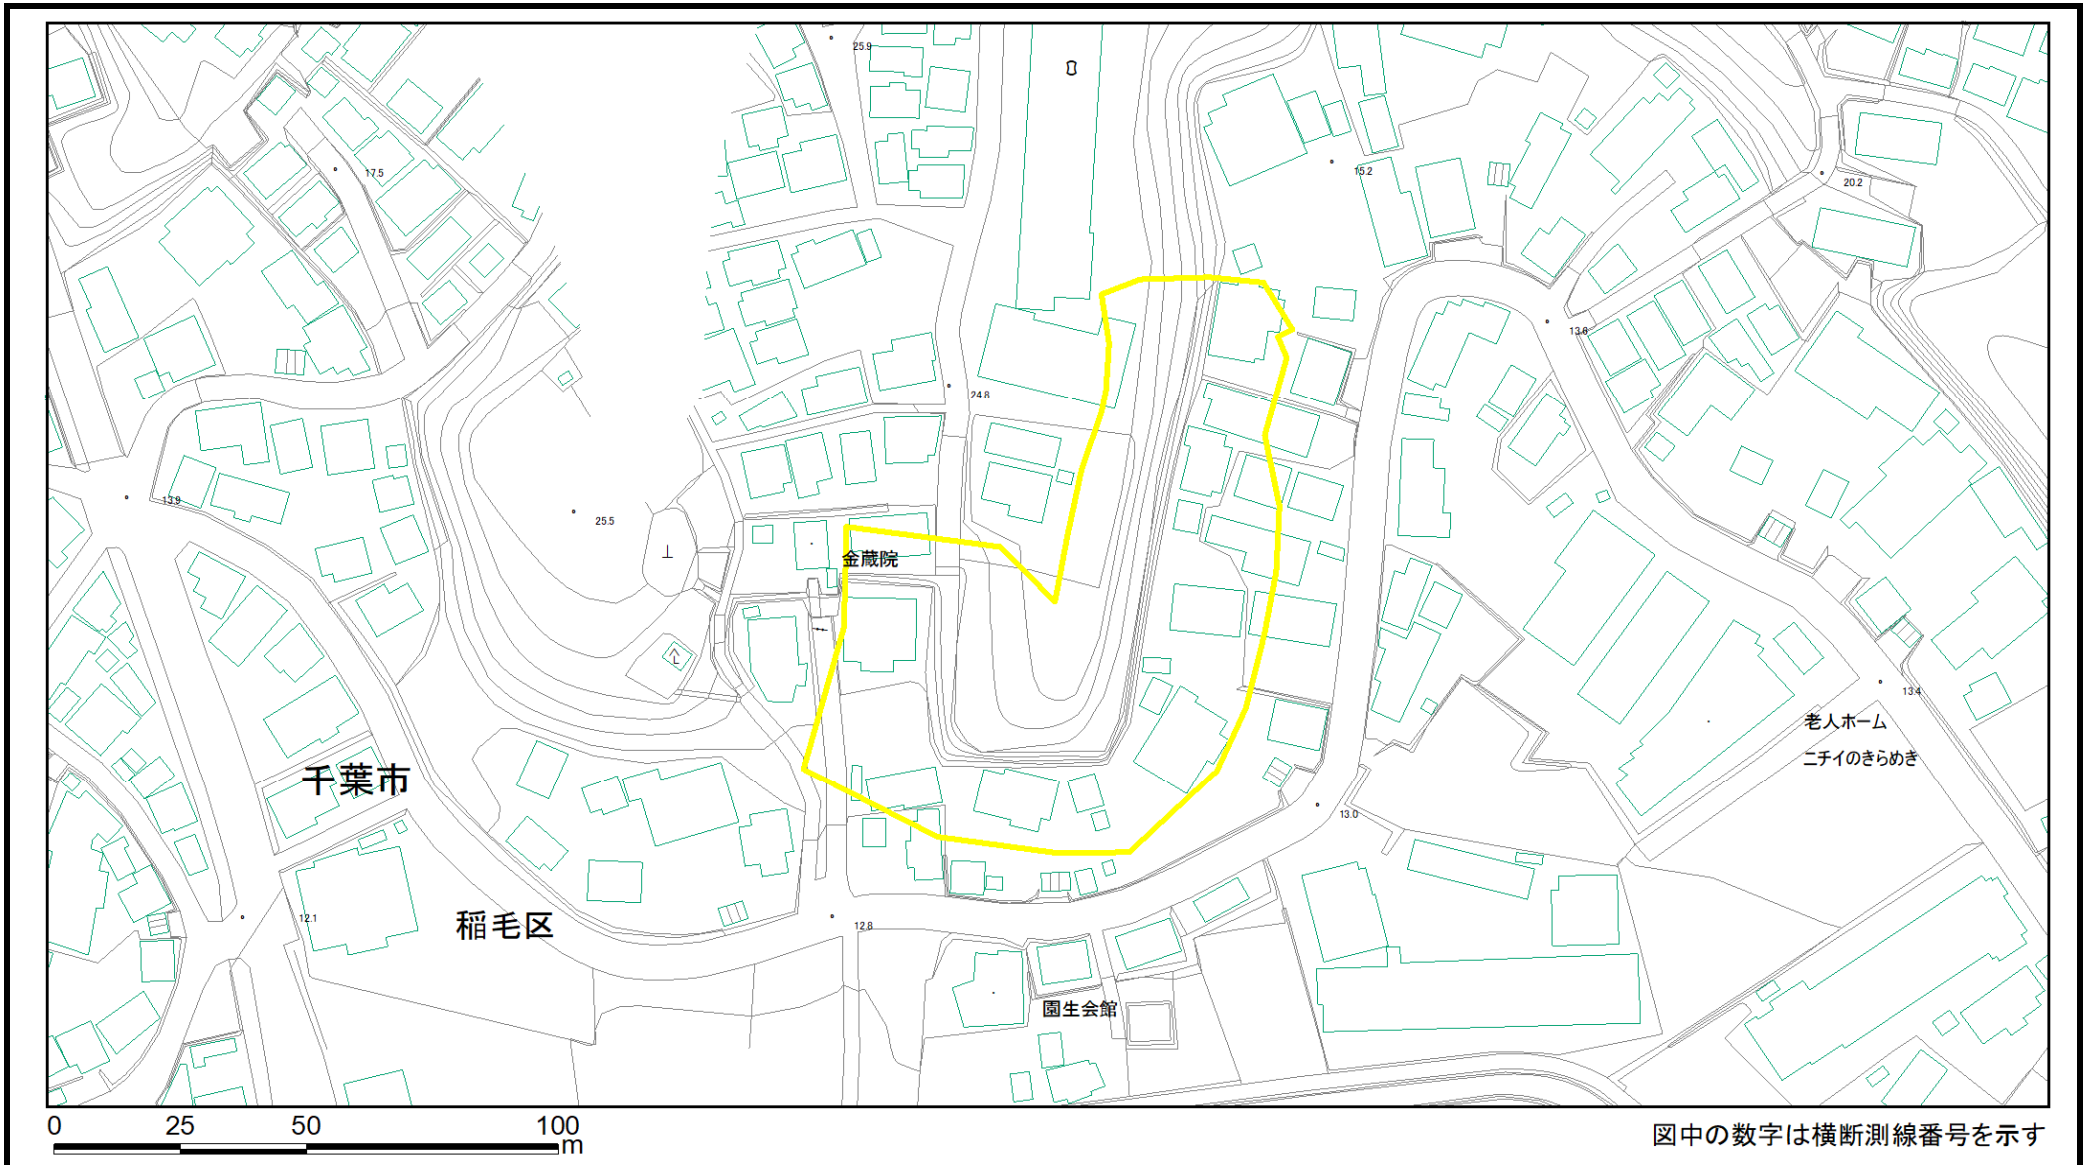 25.9
17.5
15.2
20.2
13.6
24.8
13.9
25.5
金蔵院
13.4
老人ホーム
ニチイのきらめき
千葉市
13.0
12.1
稲毛区
12.8
園生会館
0 25 50 100
m
図中の数字は横断測線番号を示す